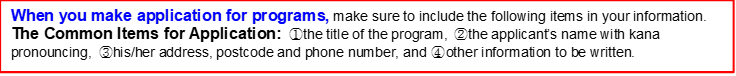 When you make application for programs, make sure to include the following items in your information.
The Common Items for Application: ①the title of the program, ②the applicant's name with kana
pronouncing, ③his/her address, postcode and phone number, and ④other information to be written.